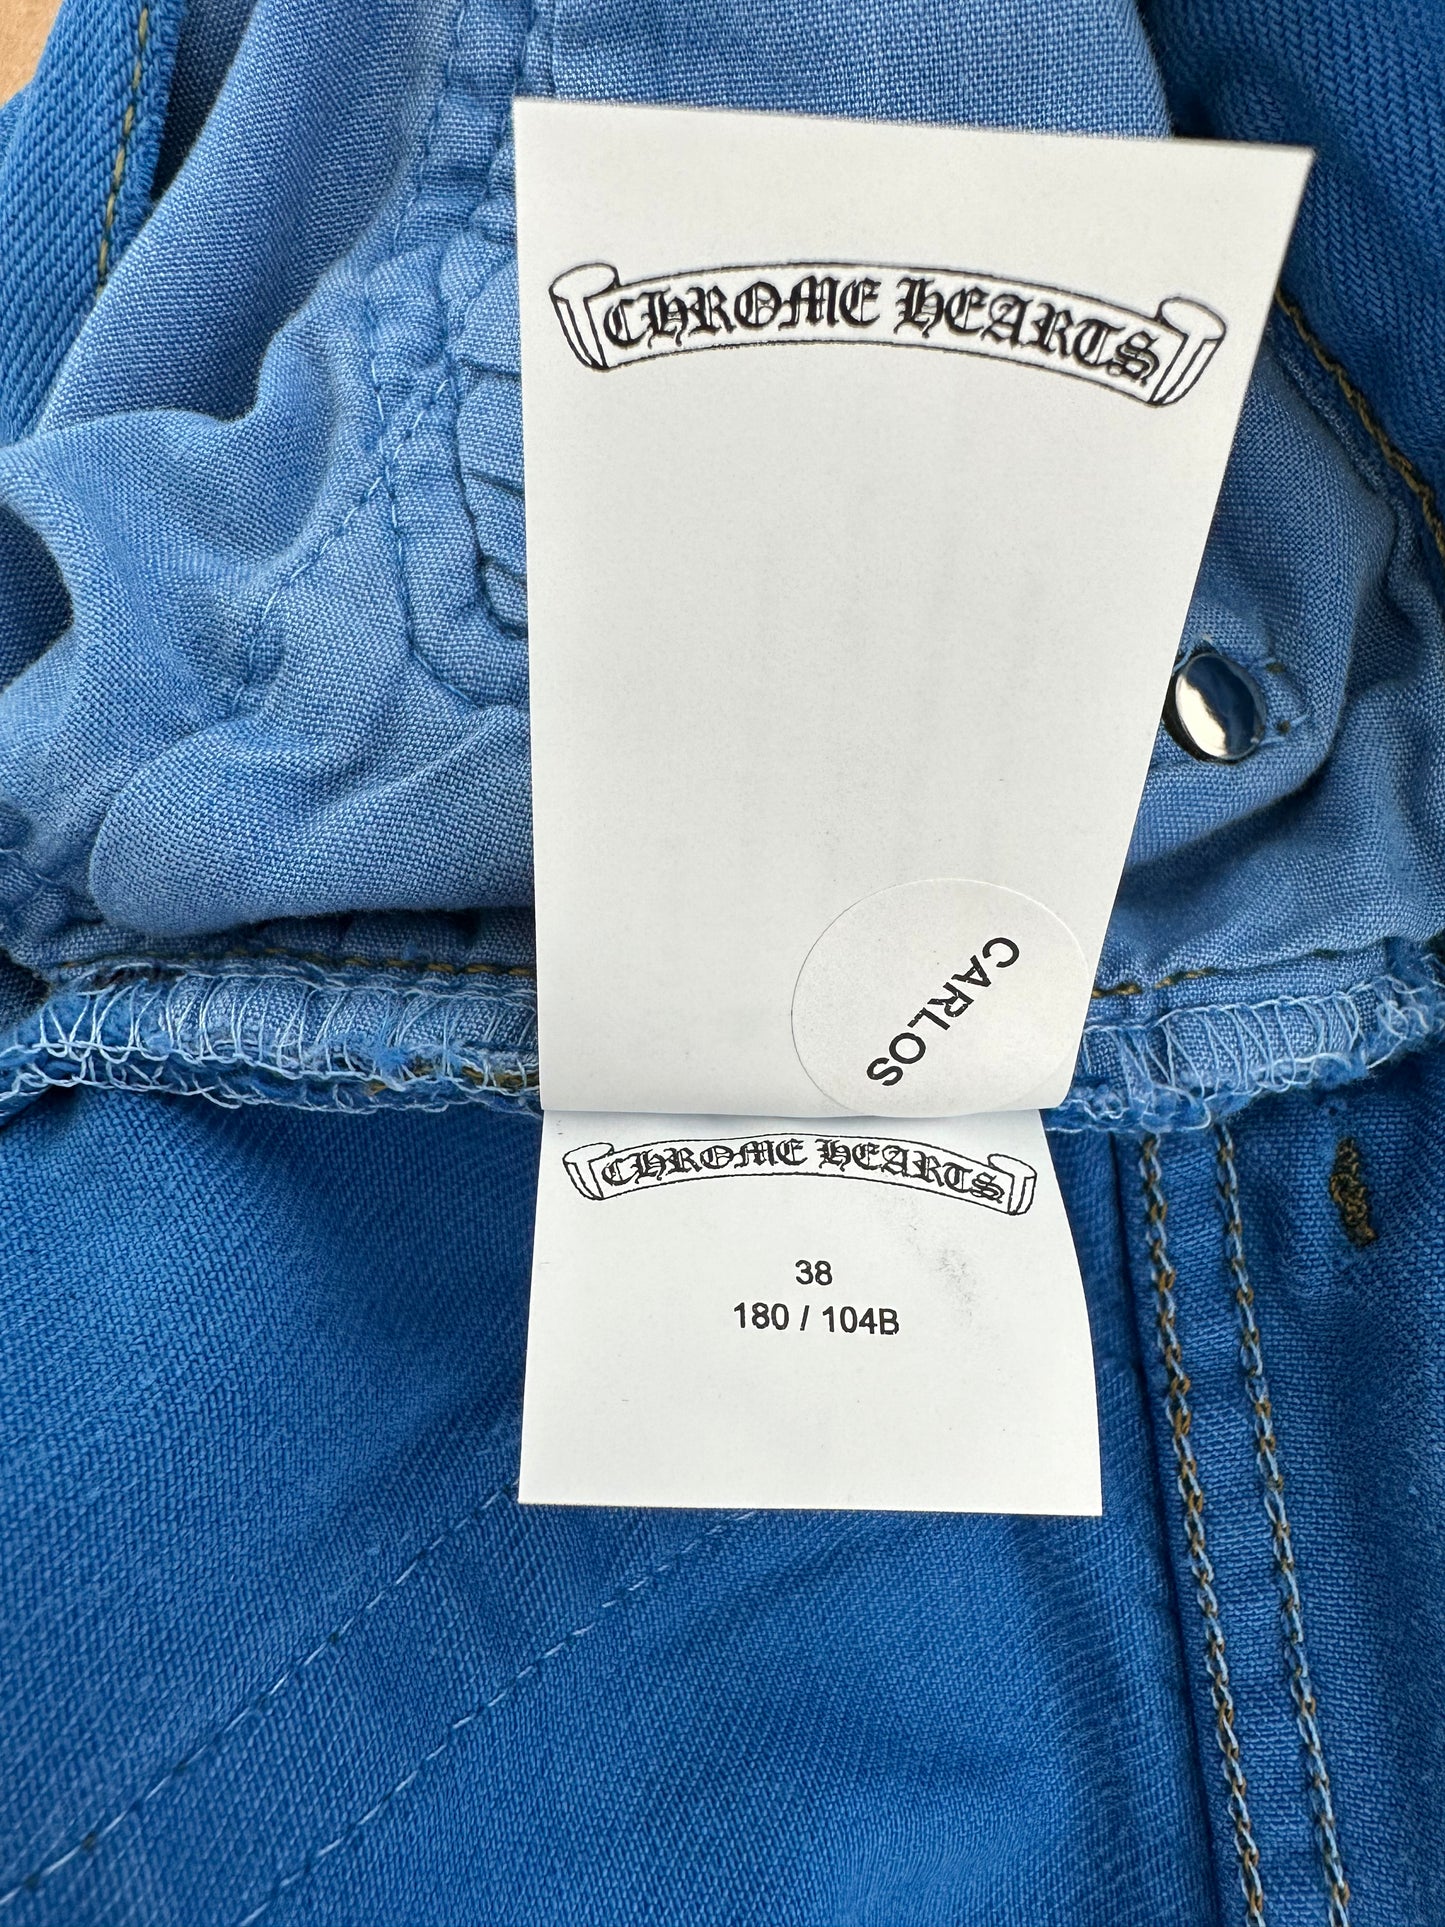 CHROME HEARTS
CARLOS
CHROME HEARTS
38
180 / 104B